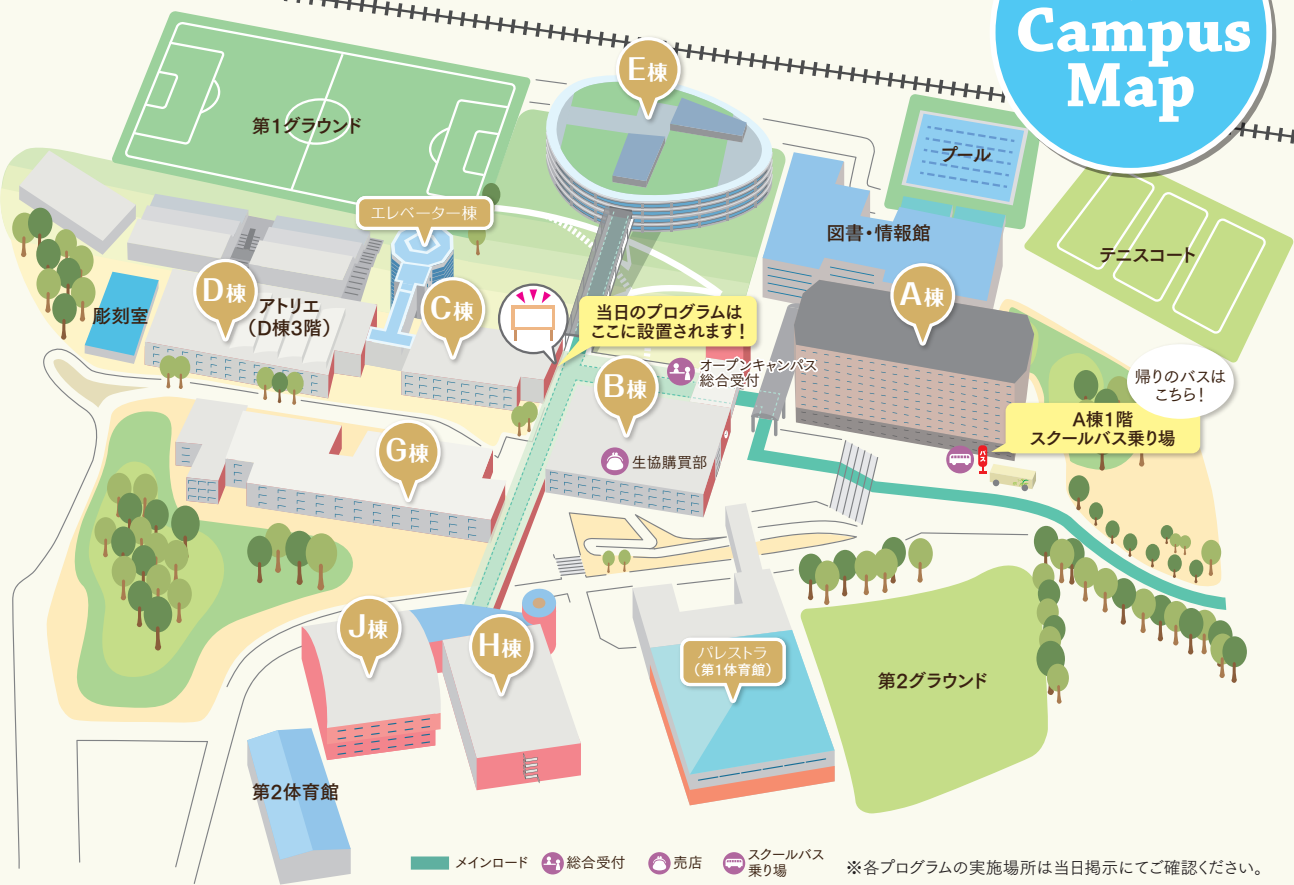 Campus
Map
E棟
第1グラウンド
プール
エレベーター棟
図書・情報館
テニスコート
D棟
アトリエ
（D棟3階）
彫刻室
C棟
当日のプログラムは
ここに設置されます！
A棟
オープンキャンパス
総合受付
B棟
帰りのバスは
こちら！
A棟1階
スクールバス乗り場
バス
G棟
生協購買部
J棟
H棟
パレストラ
（第1体育館）
第2グラウンド
第2体育館
メインロード
総合受付
売店
スクールバス
乗り場
※各プログラムの実施場所は当日掲示にてご確認ください。